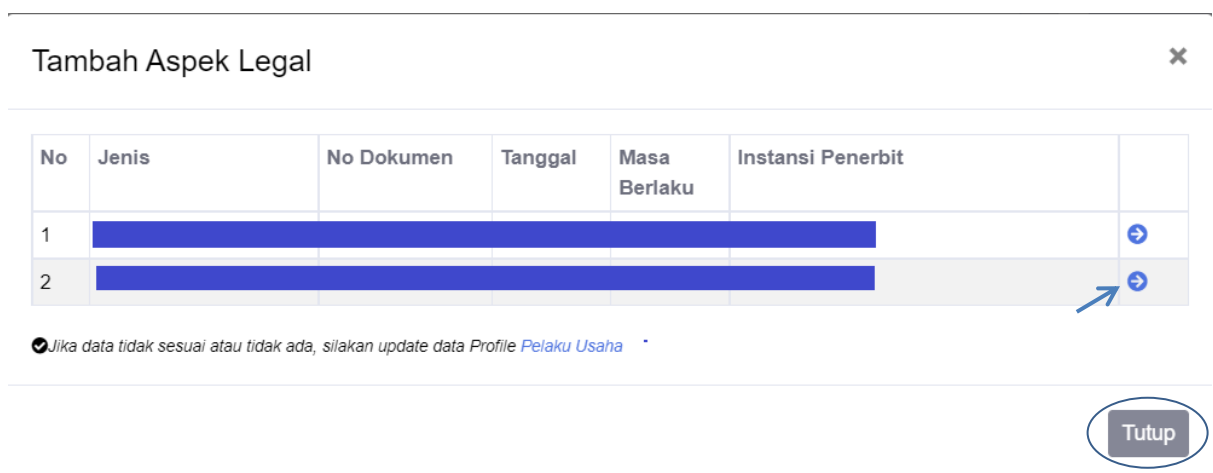 Tambah Aspek Legal
No Jenis No Dokumen Tanggal Masa Berlaku Instansi Penerbit
1
2
Jika data tidak sesuai atau tidak ada, silakan update data Profile Pelaku Usaha
Tutup